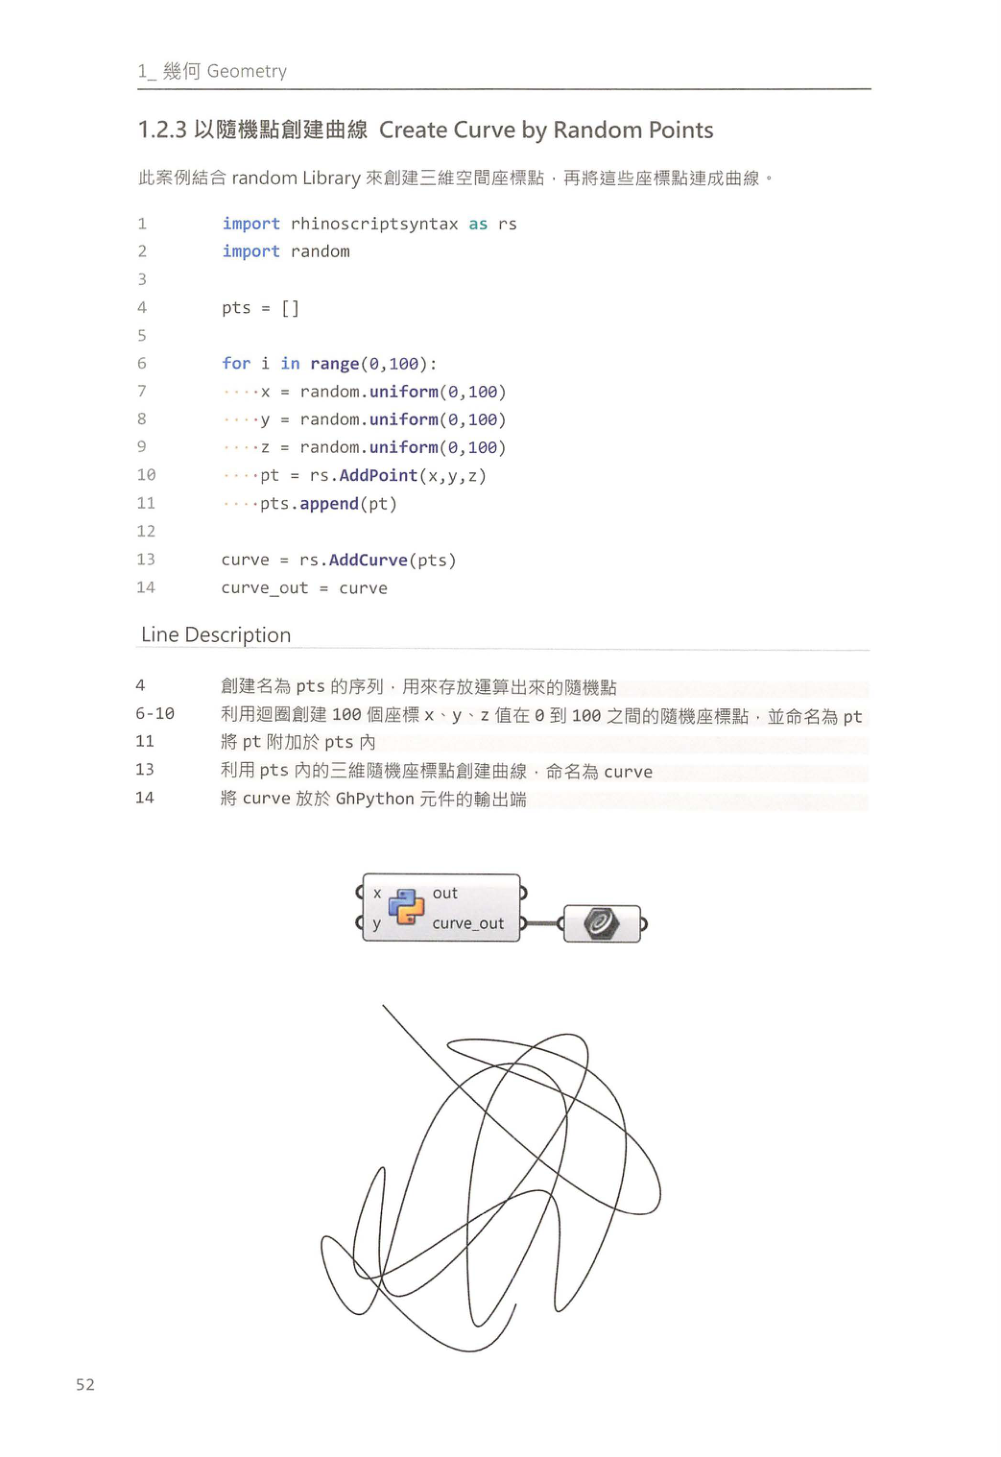 1_ 幾何 Geometry
1.2.3 以隨機點創建曲線 Create Curve by Random Points
此案例結合 random Library 來創建三維空間座標點，再將這些座標點連成曲線。
1 import rhinoscriptsyntax as rs
2 import random
3
4 pts = []
5
6 for i in range(0,100):
7 ····x = random.uniform(0,100)
8 ····y = random.uniform(0,100)
9 ····z = random.uniform(0,100)
10 ····pt = rs.AddPoint(x,y,z)
11 ····pts.append(pt)
12
13 curve = rs.AddCurve(pts)
14 curve_out = curve
Line Description
4 創建名為 pts 的序列，用來存放運算出來的隨機點
6-10 利用迴圈創建 100 個座標 x、y、z 值在 0 到 100 之間的隨機座標點，並命名為 pt
11 將 pt 附加於 pts 內
13 利用 pts 內的三維隨機座標點創建曲線，命名為 curve
14 將 curve 放於 GhPython 元件的輸出端
x out
y curve_out
52